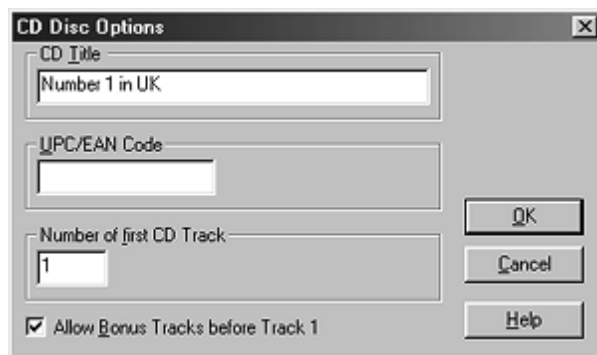 CD Disc Options
CD Title
Number 1 in UK
UPC/EAN Code
Number of first CD Track
1
Allow Bonus Tracks before Track 1
OK
Cancel
Help